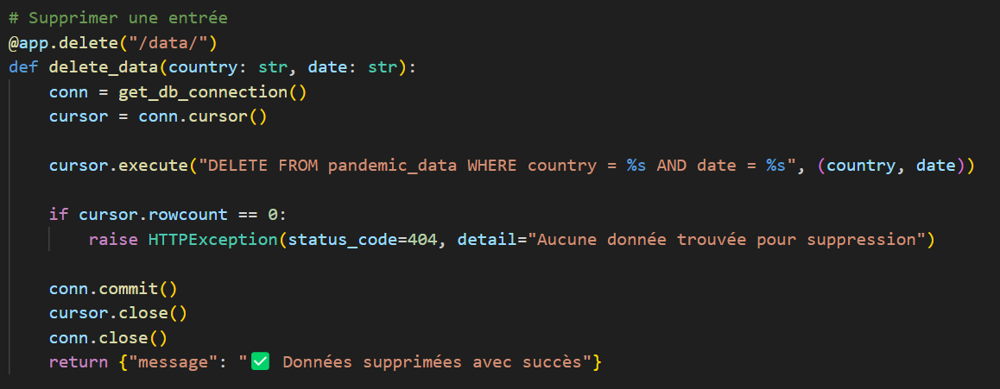 # Supprimer une entrée
@app.delete("/data/")
def delete_data(country: str, date: str):
    conn = get_db_connection()
    cursor = conn.cursor()
    cursor.execute("DELETE FROM pandemic_data WHERE country = %s AND date = %s", (country, date))
    if cursor.rowcount == 0:
        raise HTTPException(status_code=404, detail="Aucune donnée trouvée pour suppression")
    conn.commit()
    cursor.close()
    conn.close()
    return {"message": "✅ Données supprimées avec succès"}